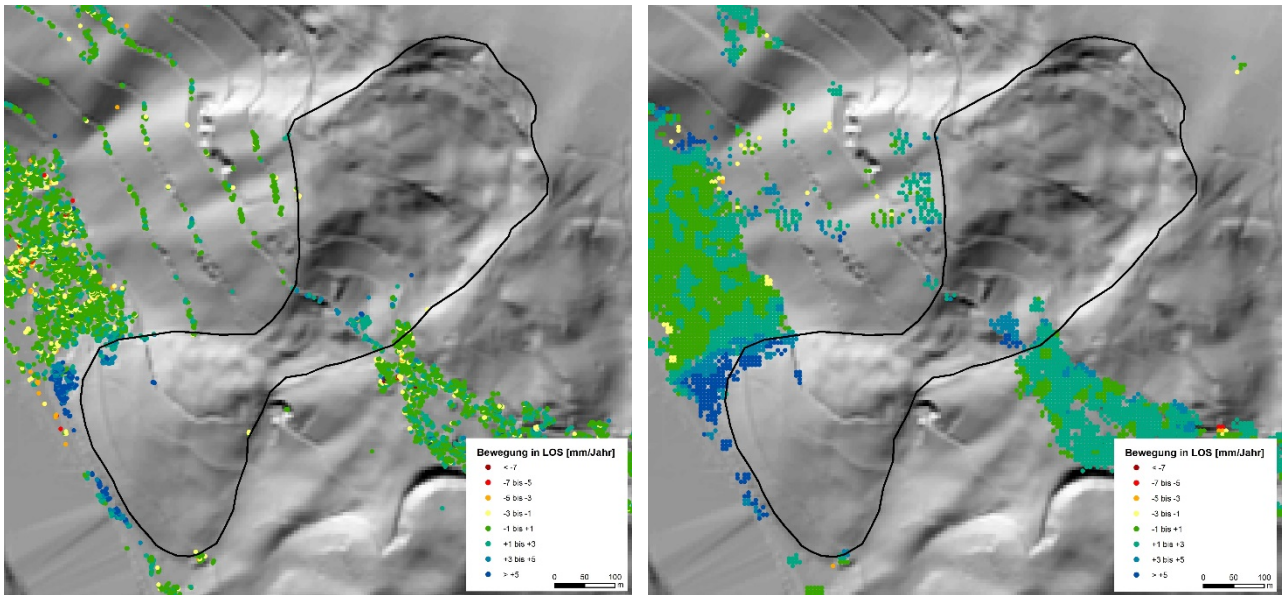 Bewegung in LOS [mm/Jahr]
< -7
-7 bis -5
-5 bis -3
-3 bis -1
-1 bis +1
+1 bis +3
+3 bis +5
> +5
0 50 100
m
Bewegung in LOS [mm/Jahr]
< -7
-7 bis -5
-5 bis -3
-3 bis -1
-1 bis +1
+1 bis +3
+3 bis +5
> +5
0 50 100
m